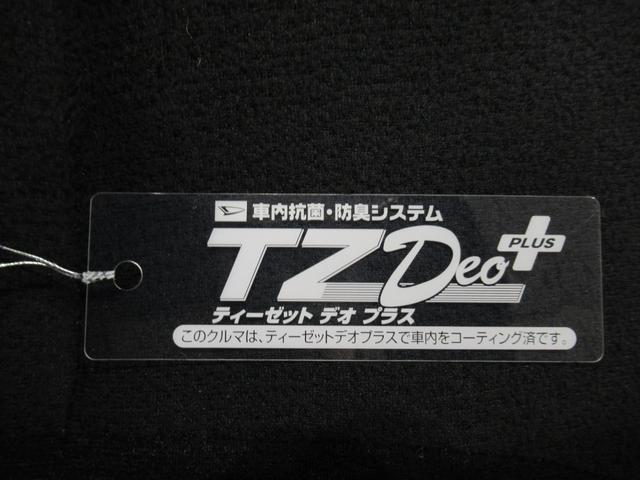 車内抗菌・防臭システム
TZ Deo PLUS
ティーゼット デオ プラス
このクルマは、ティーゼットデオプラスで車内をコーティング済です。